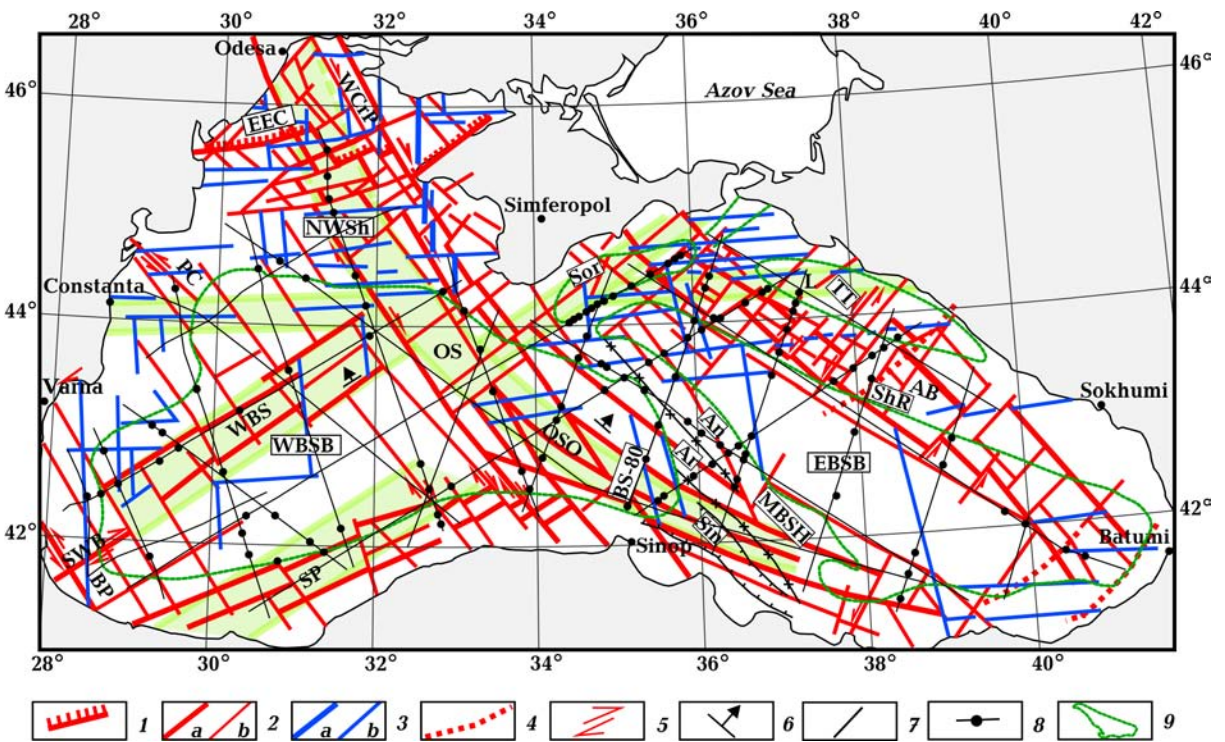 28° 30° 32° 34° 36° 38° 40° 42°
Odesa
46° 46°
Azov Sea
WCrP
EEC
Simferopol
NWSh
PC
Sor
Constanta
L
TT
44° 44°
OS
Varna
AB
Sokhumi
ShR
WBS
An
WBSB
OSO
EBSB
Ar
BS-80
MBSH
42° 42°
Sin
Batumi
SWB
Sinop
BP
SP
28° 30° 32° 34° 36° 38° 40°
1 a b 2 a b 3 4 5 6 7 8 9